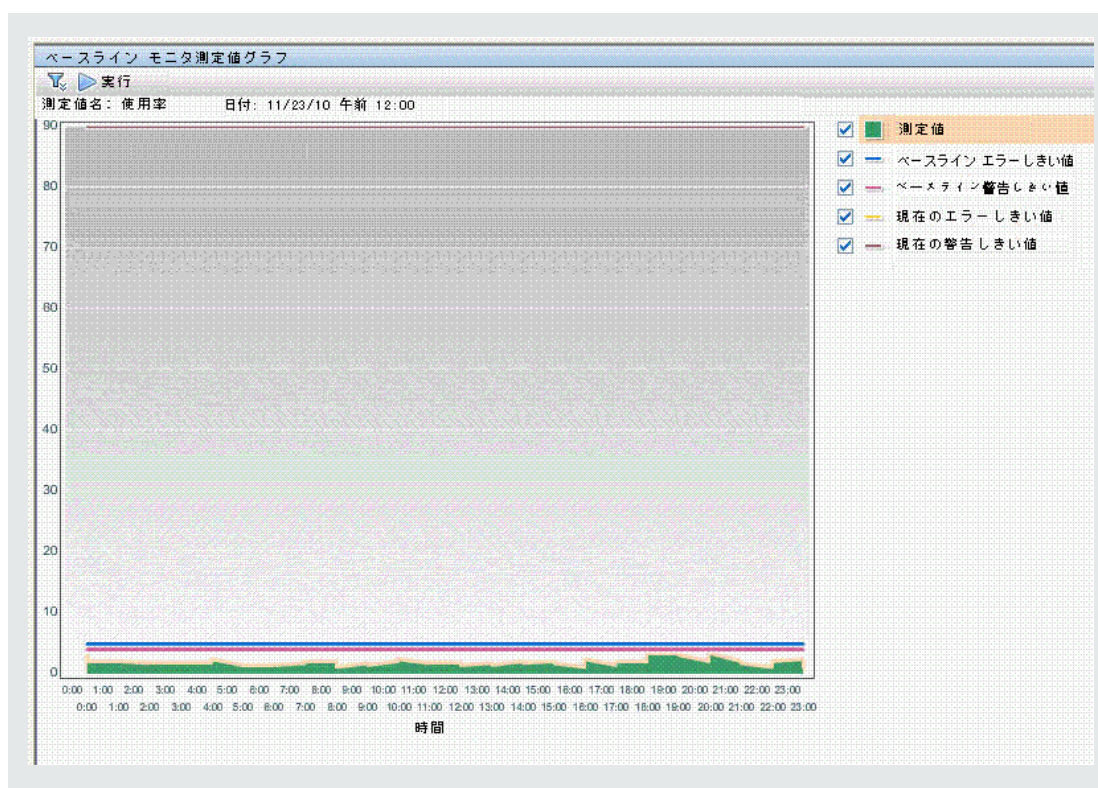 ベースライン モニタ測定値グラフ
実行
測定値名: 使用率 日付: 11/23/10 午前 12:00
測定値
ベースライン エラーしきい値
ベースライン警告しきい値
現在のエラーしきい値
現在の警告しきい値
90
80
70
60
50
40
30
20
10
0
0:00 1:00 2:00 3:00 4:00 5:00 6:00 7:00 8:00 9:00 10:00 11:00 12:00 13:00 14:00 15:00 16:00 17:00 18:00 19:00 20:00 21:00 22:00 23:00
0:00 1:00 2:00 3:00 4:00 5:00 6:00 7:00 8:00 9:00 10:00 11:00 12:00 13:00 14:00 15:00 16:00 17:00 18:00 19:00 20:00 21:00 22:00 23:00
時間